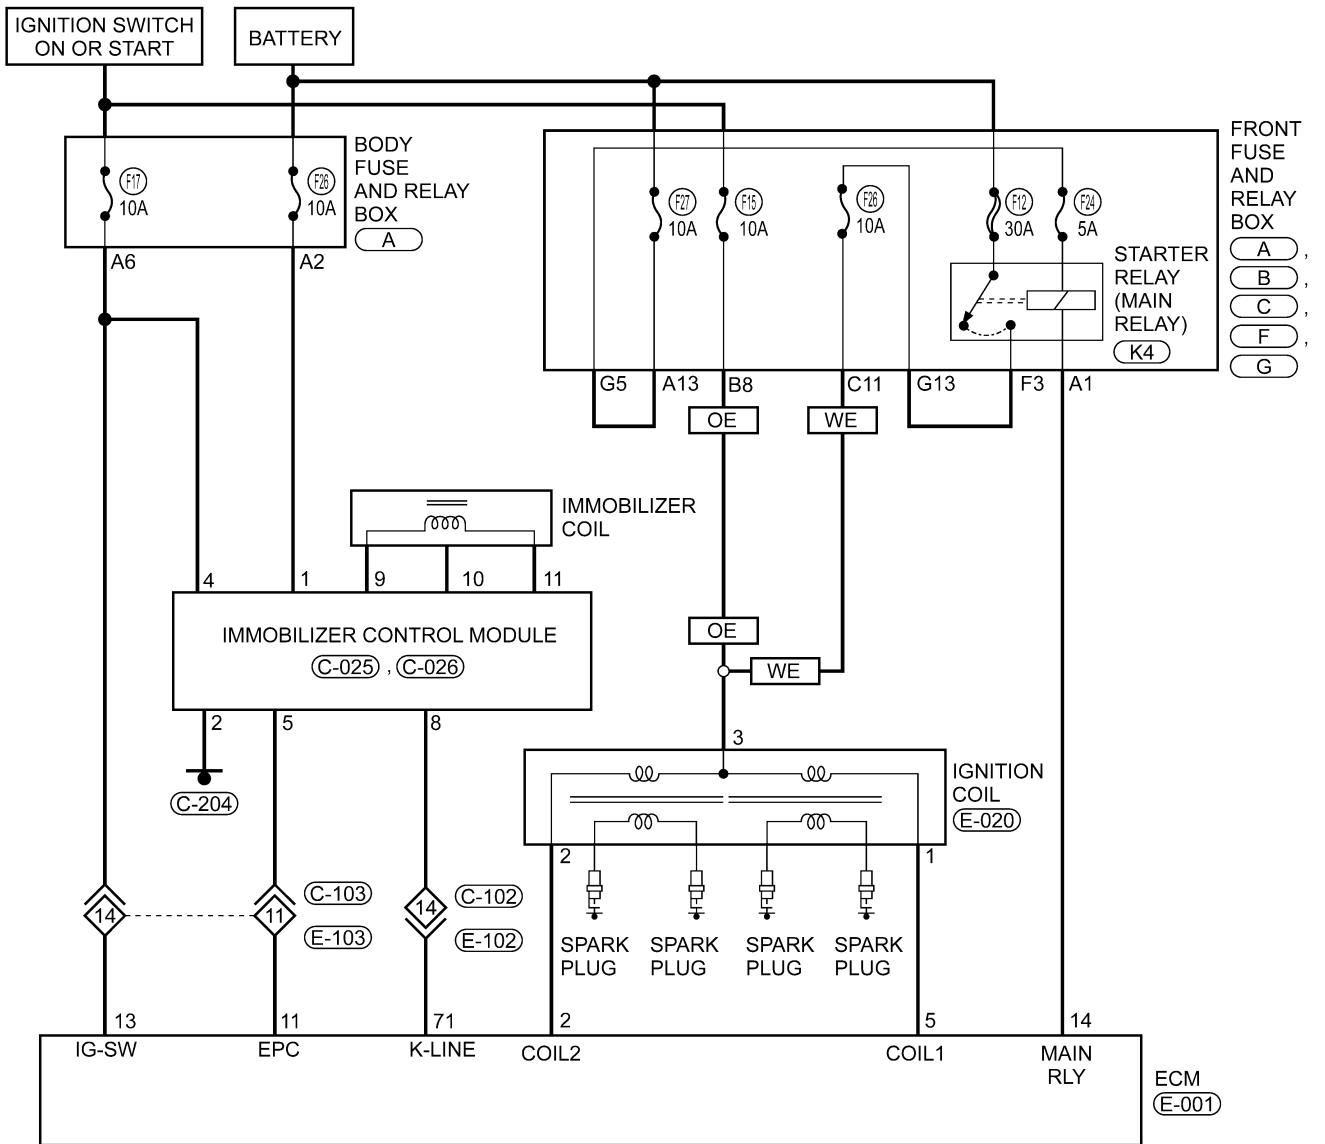 IGNITION SWITCH
ON OR START
BATTERY
BODY
FUSE
AND RELAY
BOX
A
F17
10A
F26
10A
A6
A2
FRONT
FUSE
AND
RELAY
BOX
A ,
B ,
C ,
F ,
G
F27
10A
F15
10A
F26
10A
F12
30A
F24
5A
STARTER
RELAY
(MAIN
RELAY)
K4
G5
A13
B8
C11
G13
F3
A1
OE
WE
IMMOBILIZER
COIL
4
1
9
10
11
IMMOBILIZER CONTROL MODULE
C-025 , C-026
OE
WE
2
5
8
3
C-204
IGNITION
COIL
E-020
2
1
14
11
C-103
E-103
14
C-102
E-102
SPARK
PLUG
SPARK
PLUG
SPARK
PLUG
SPARK
PLUG
13
11
71
2
5
14
IG-SW
EPC
K-LINE
COIL2
COIL1
MAIN
RLY
ECM
E-001